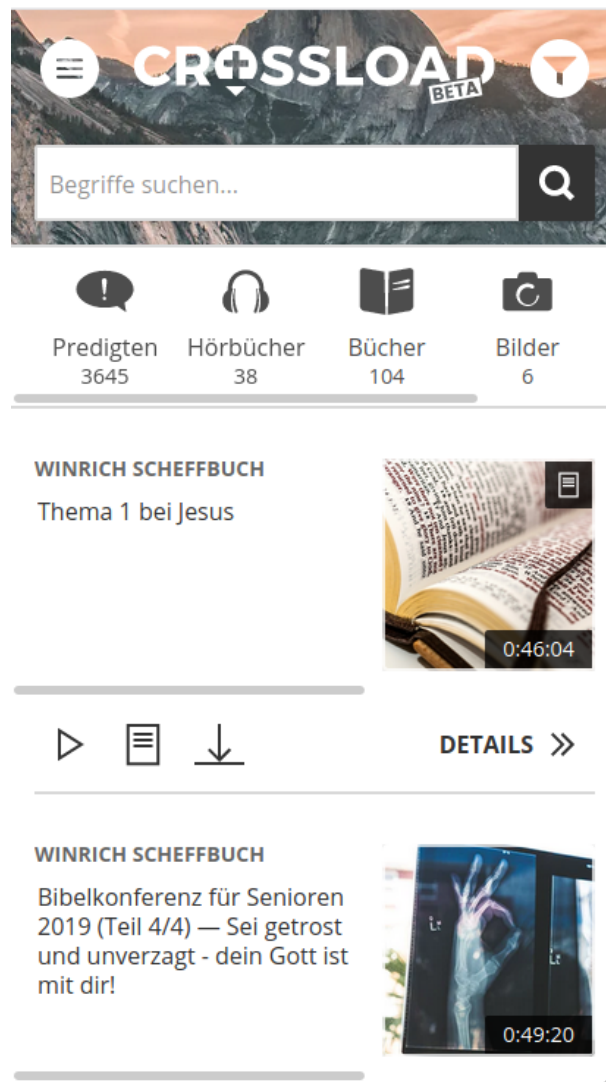 CROSSLOAD
BETA
Begriffe suchen...
Predigten Hörbücher Bücher Bilder
3645 38 104 6
WINRICH SCHEFFBUCH
Thema 1 bei Jesus
0:46:04
DETAILS
WINRICH SCHEFFBUCH
Bibelkonferenz für Senioren
2019 (Teil 4/4) — Sei getrost
und unverzagt - dein Gott ist
mit dir!
0:49:20